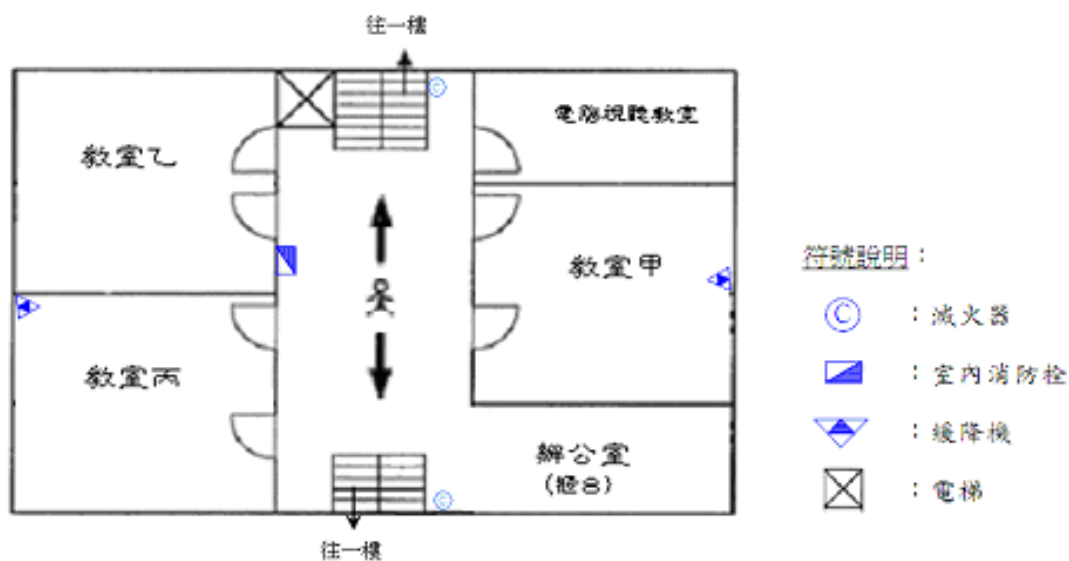 往一樓
教室乙
電腦視聽教室
教室甲
教室丙
辦公室
(櫃台)
往一樓
符號說明：
C ：滅火器
：室內消防栓
：緩降機
：電梯